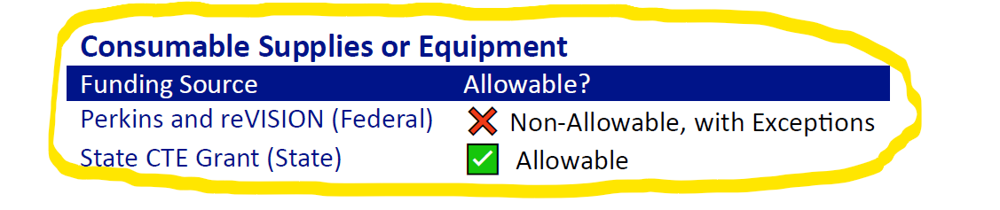 Consumable Supplies or Equipment
Funding Source Allowable?
Perkins and reVISION (Federal) Non-Allowable, with Exceptions
State CTE Grant (State) Allowable